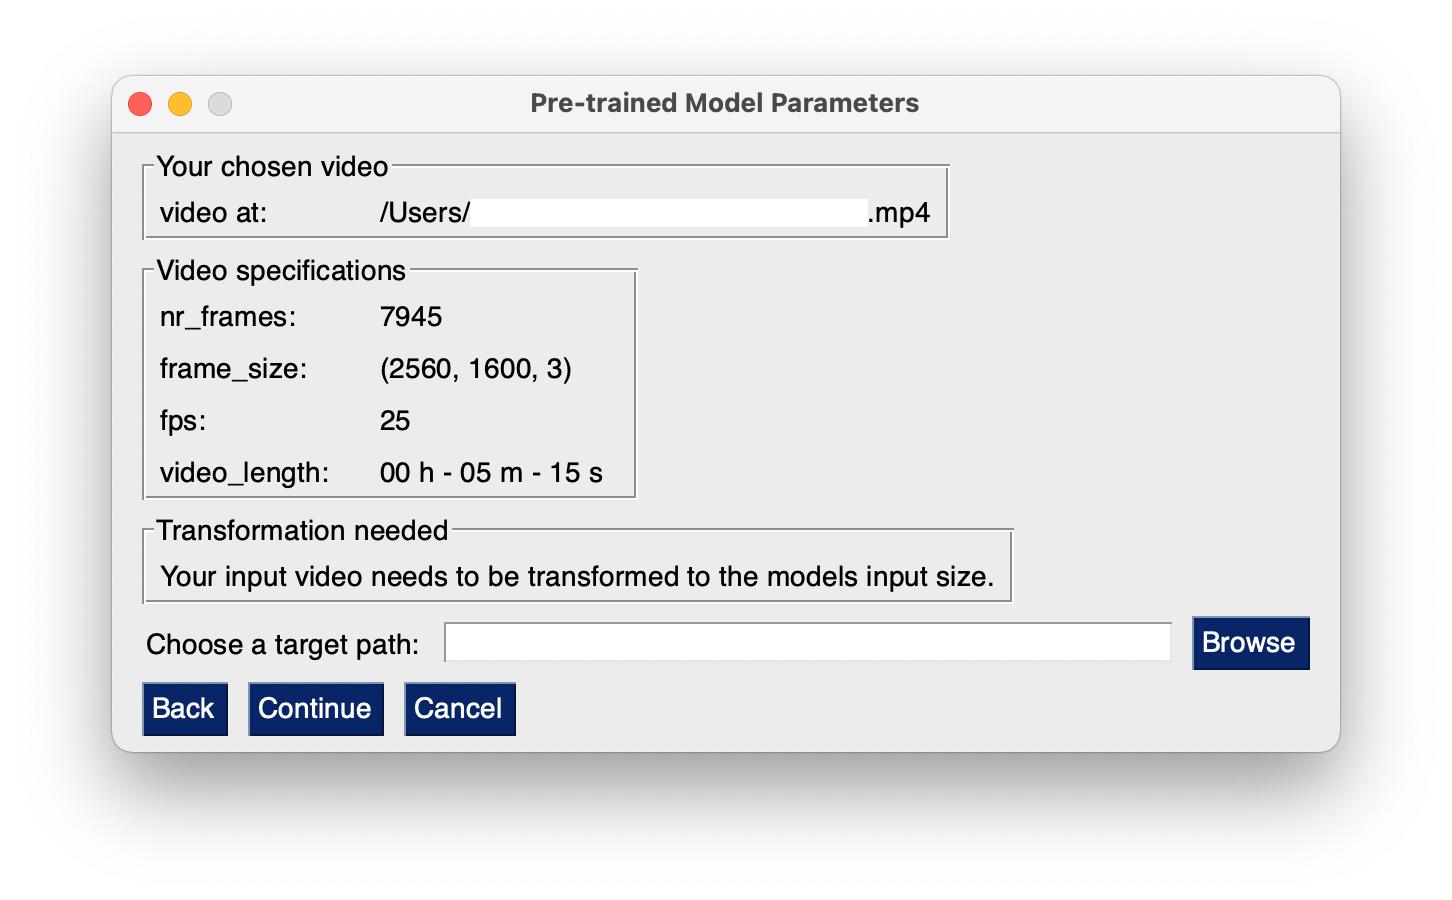 Pre-trained Model Parameters
Your chosen video
video at: /Users/ .mp4
Video specifications
nr_frames: 7945
frame_size: (2560, 1600, 3)
fps: 25
video_length: 00 h - 05 m - 15 s
Transformation needed
Your input video needs to be transformed to the models input size.
Choose a target path: Browse
Back Continue Cancel